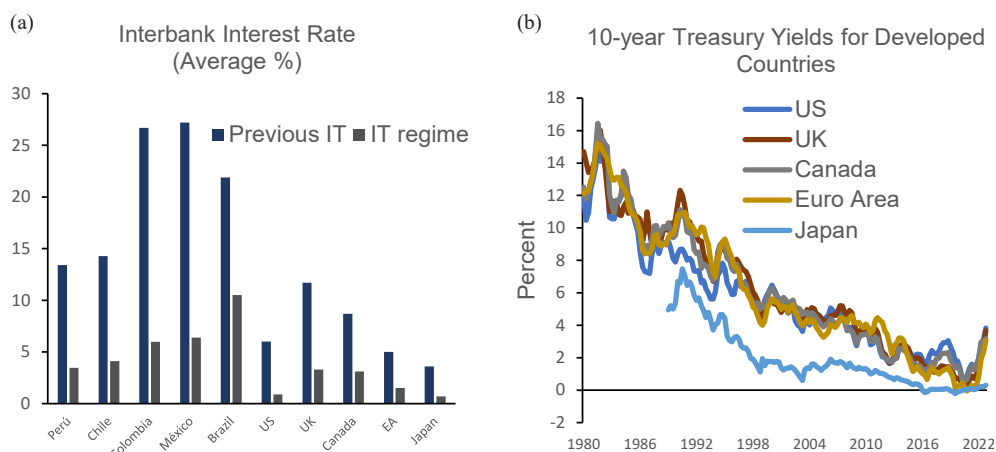 (a)
Interbank Interest Rate
(Average %)
30
25
20
15
10
5
0
Previous IT
IT regime
Perú
Chile
Colombia
México
Brazil
US
UK
Canada
EA
Japan
(b)
10-year Treasury Yields for Developed
Countries
Percent
18
16
14
12
10
8
6
4
2
0
-2
US
UK
Canada
Euro Area
Japan
1980 1986 1992 1998 2004 2010 2016 2022